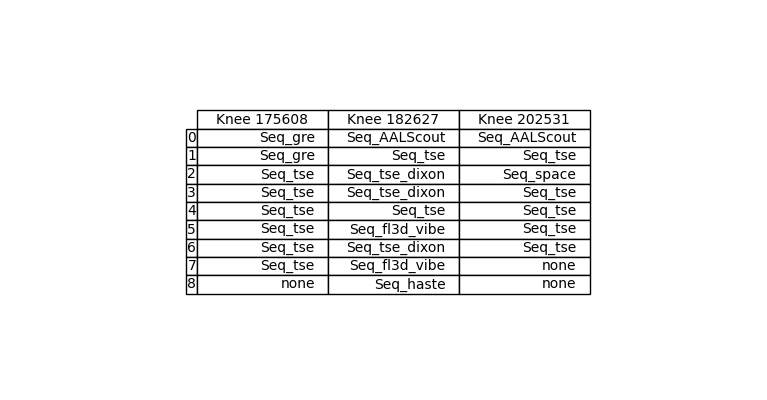 Knee 175608 Knee 182627 Knee 202531
0 Seq_gre Seq_AALScout Seq_AALScout
1 Seq_gre Seq_tse Seq_tse
2 Seq_tse Seq_tse_dixon Seq_space
3 Seq_tse Seq_tse_dixon Seq_tse
4 Seq_tse Seq_tse Seq_tse
5 Seq_tse Seq_fl3d_vibe Seq_tse
6 Seq_tse Seq_tse_dixon Seq_tse
7 Seq_tse Seq_fl3d_vibe none
8 none Seq_haste none